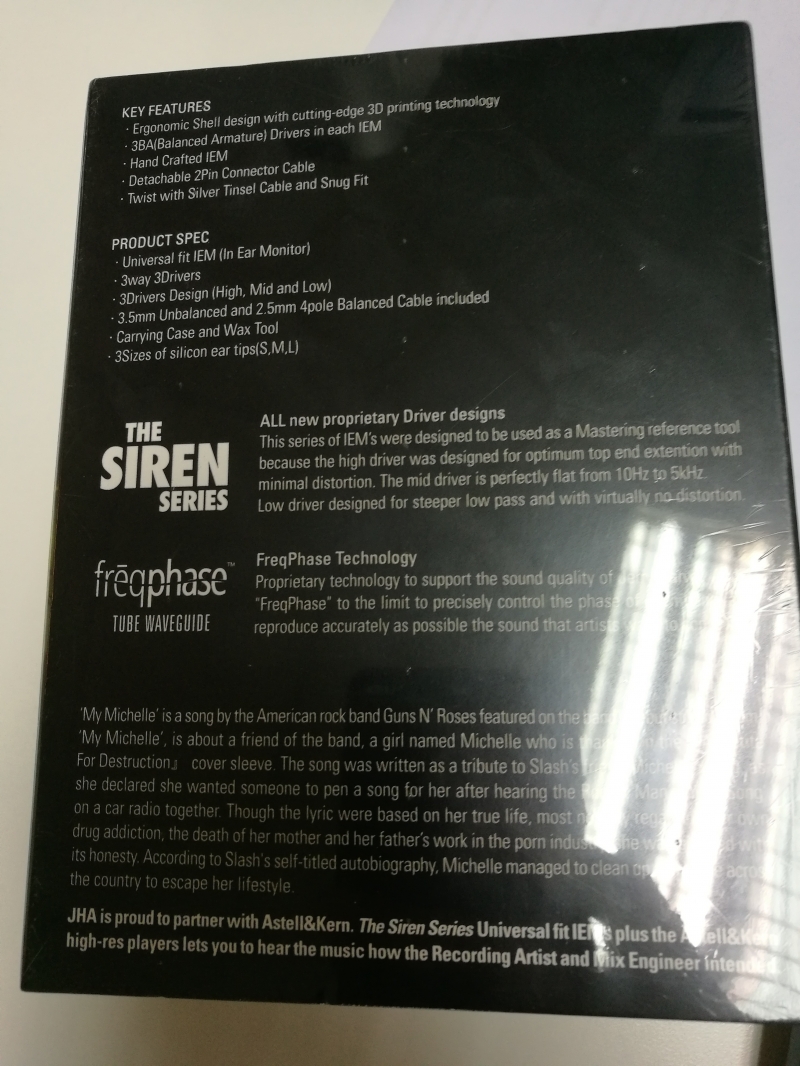 KEY FEATURES
· Ergonomic Shell design with cutting-edge 3D printing technology
· 3BA(Balanced Armature) Drivers in each IEM
· Hand Crafted IEM
· Detachable 2Pin Connector Cable
· Twist with Silver Tinsel Cable and Snug Fit
PRODUCT SPEC
· Universal fit IEM (In Ear Monitor)
· 3way 3Drivers
· 3Drivers Design (High, Mid and Low)
· 3.5mm Unbalanced and 2.5mm 4pole Balanced Cable included
· Carrying Case and Wax Tool
· 3Sizes of silicon ear tips(S,M,L)
THE
SIREN
SERIES
ALL new proprietary Driver designs
This series of IEM's were designed to be used as a Mastering reference tool
because the high driver was designed for optimum top end extention with
minimal distortion. The mid driver is perfectly flat from 10Hz to 5kHz.
Low driver designed for steeper low pass and with virtually no distortion.
frēqphase™
TUBE WAVEGUIDE
FreqPhase Technology
Proprietary technology to support the sound quality of
"FreqPhase" to the limit to precisely control the phase
reproduce accurately as possible the sound that artis
'My Michelle' is a song by the American rock band Guns N' Roses featured on the
'My Michelle', is about a friend of the band, a girl named Michelle who is
For Destruction』 cover sleeve. The song was written as a tribute to Slash's
she declared she wanted someone to pen a song for her after hearing the
on a car radio together. Though the lyric were based on her true life, most
drug addiction, the death of her mother and her father's work in the porn
its honesty. According to Slash's self-titled autobiography, Michelle managed to clean
the country to escape her lifestyle.
JHA is proud to partner with Astell&Kern. The Siren Series Universal fit IEM's plus the Astell&Kern
high-res players lets you to hear the music how the Recording Artist and Mix Engineer intended.